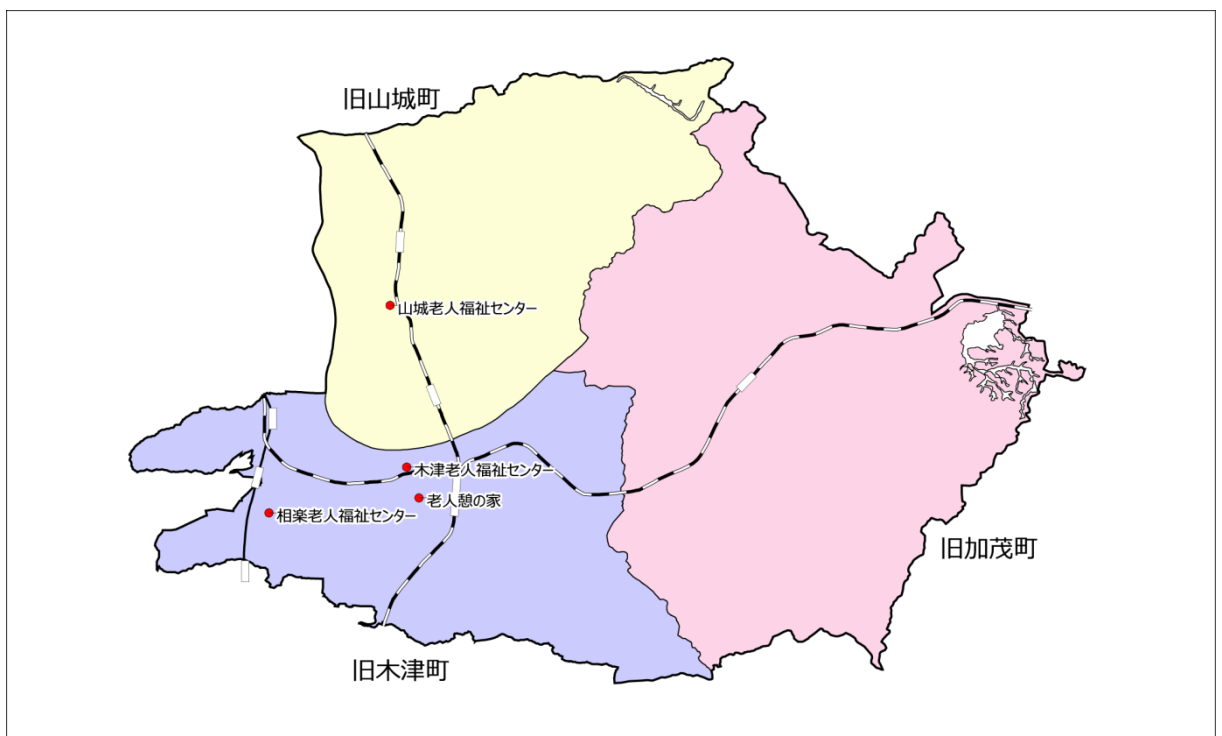 旧山城町
山城老人福祉センター
木津老人福祉センター
老人憩の家
相楽老人福祉センター
旧加茂町
旧木津町